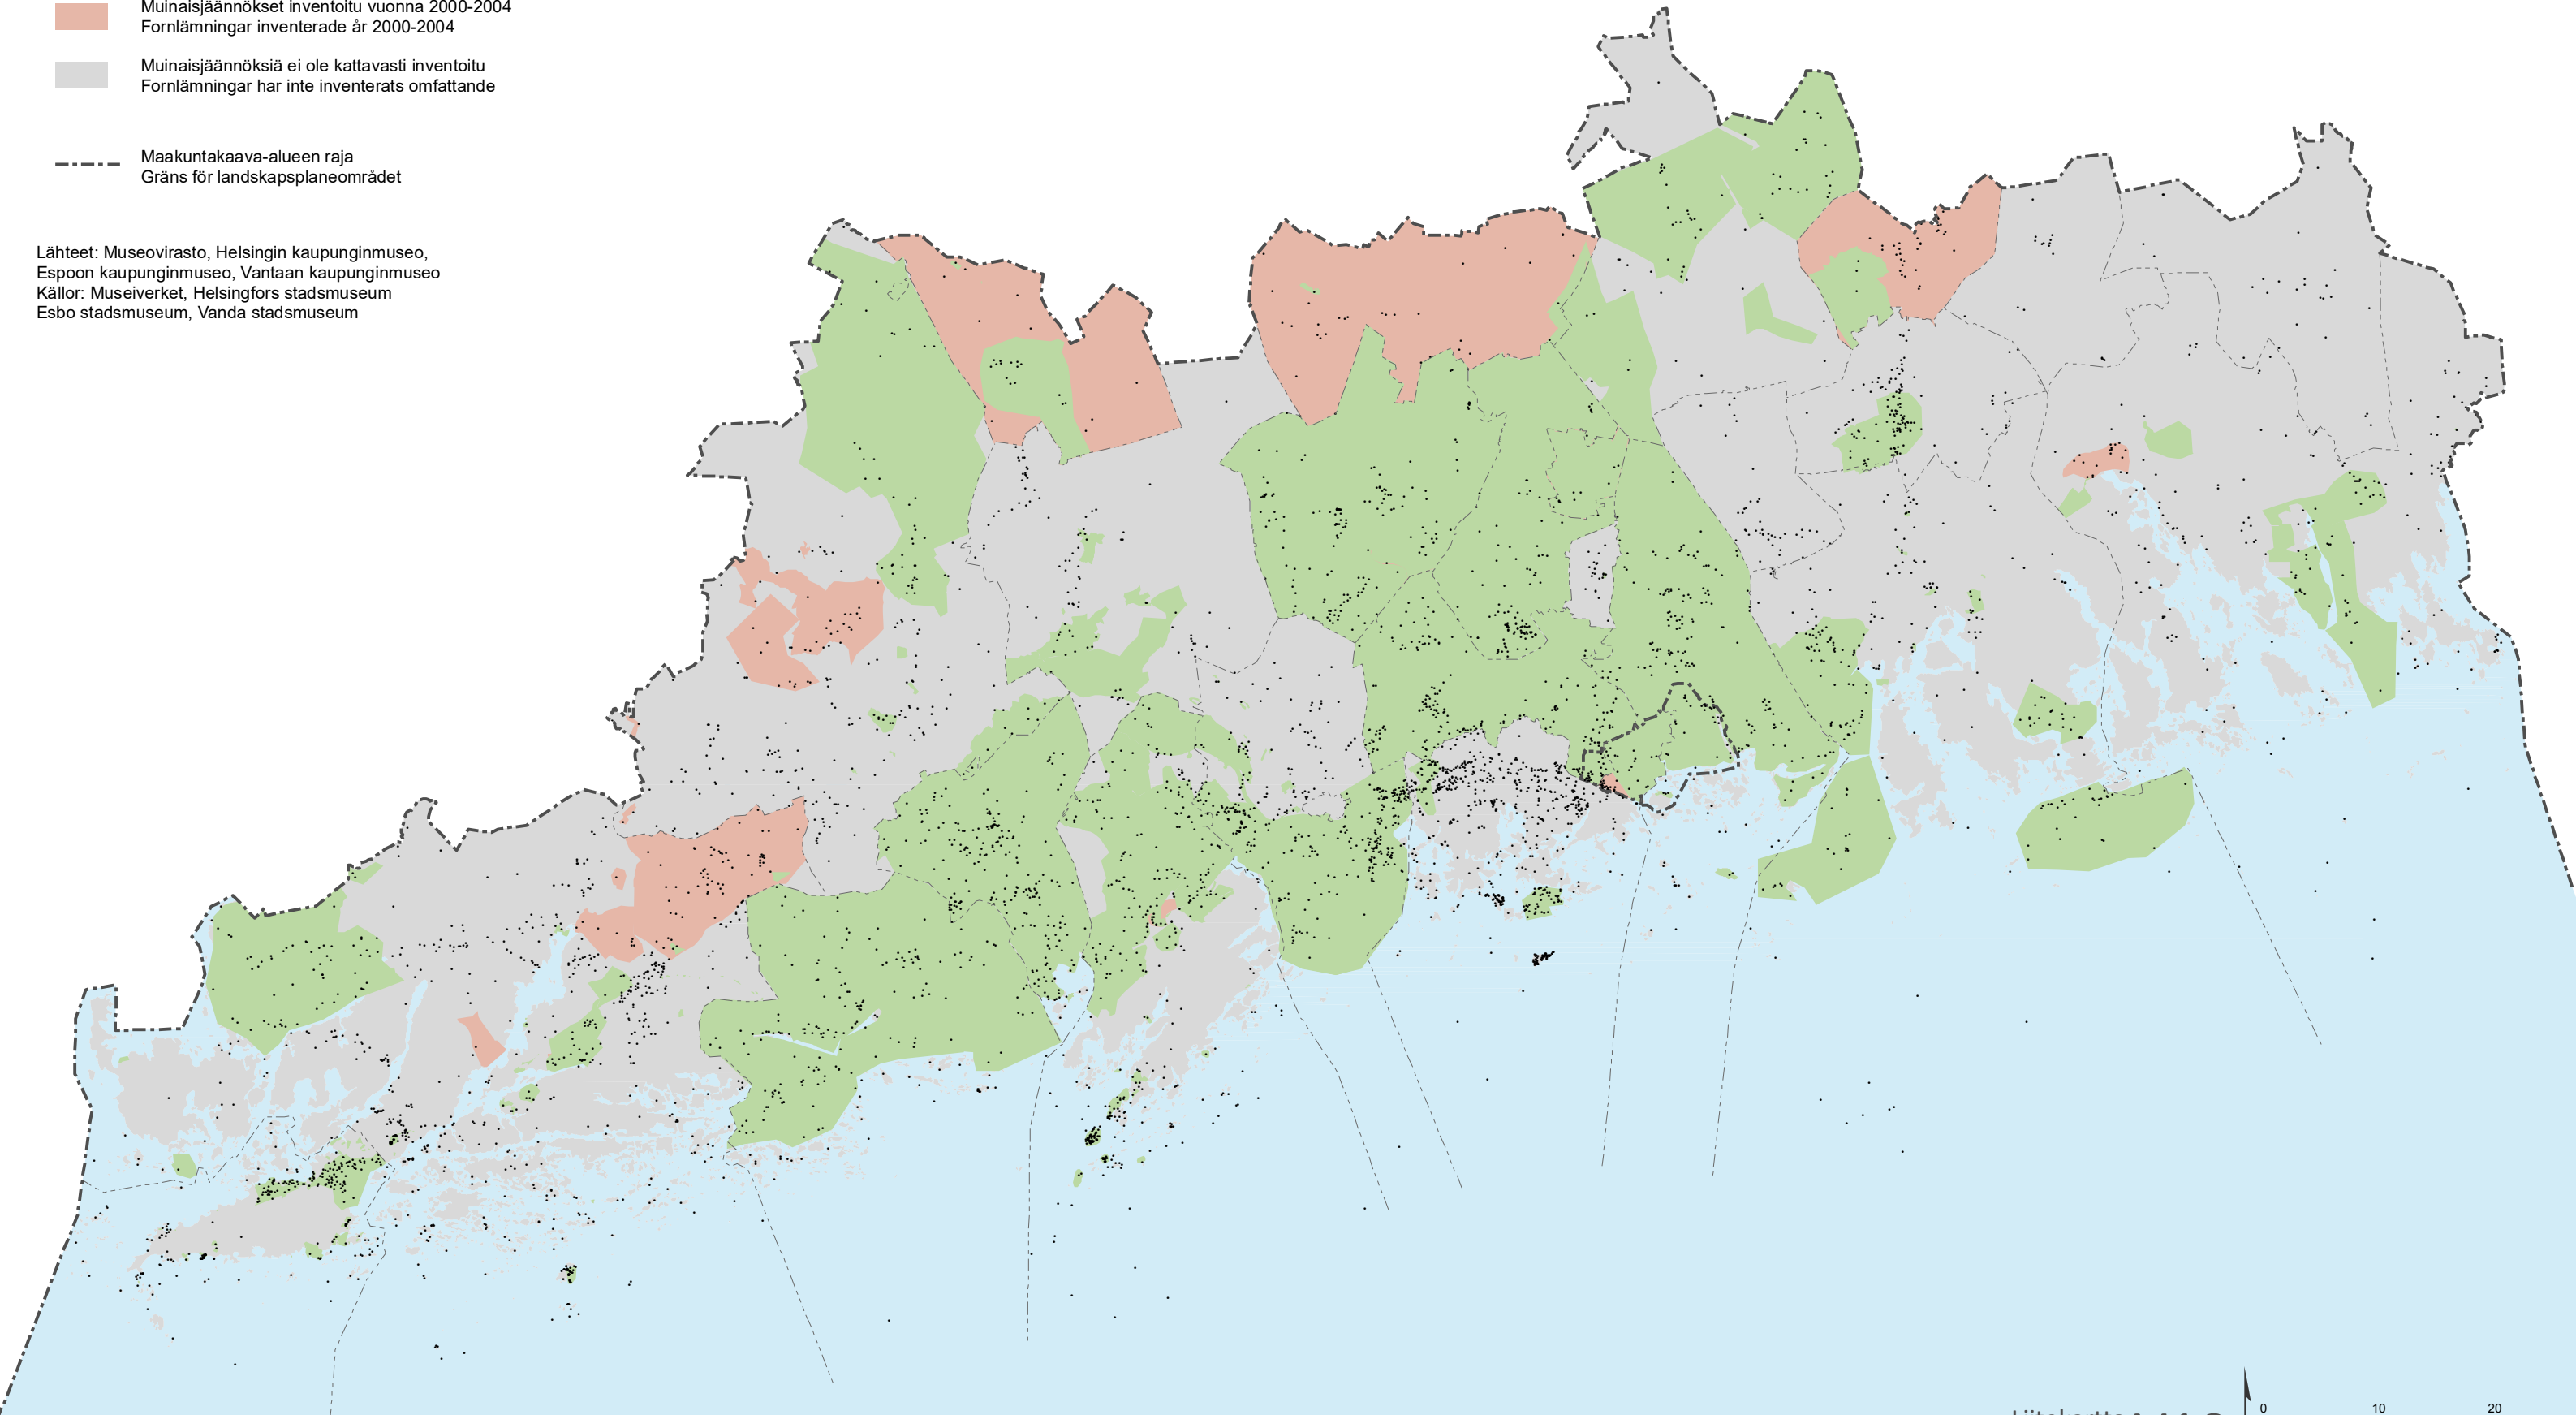 Muinaisjäännökset inventoitu vuonna 2000-2004
Fornlämningar inventerade år 2000-2004
Muinaisjäännöksiä ei ole kattavasti inventoitu
Fornlämningar har inte inventerats omfattande
Maakuntakaava-alueen raja
Gräns för landskapsplaneområdet
Lähteet: Museovirasto, Helsingin kaupunginmuseo,
Espoon kaupunginmuseo, Vantaan kaupunginmuseo
Källor: Museiverket, Helsingfors stadsmuseum
Esbo stadsmuseum, Vanda stadsmuseum
0 10 20